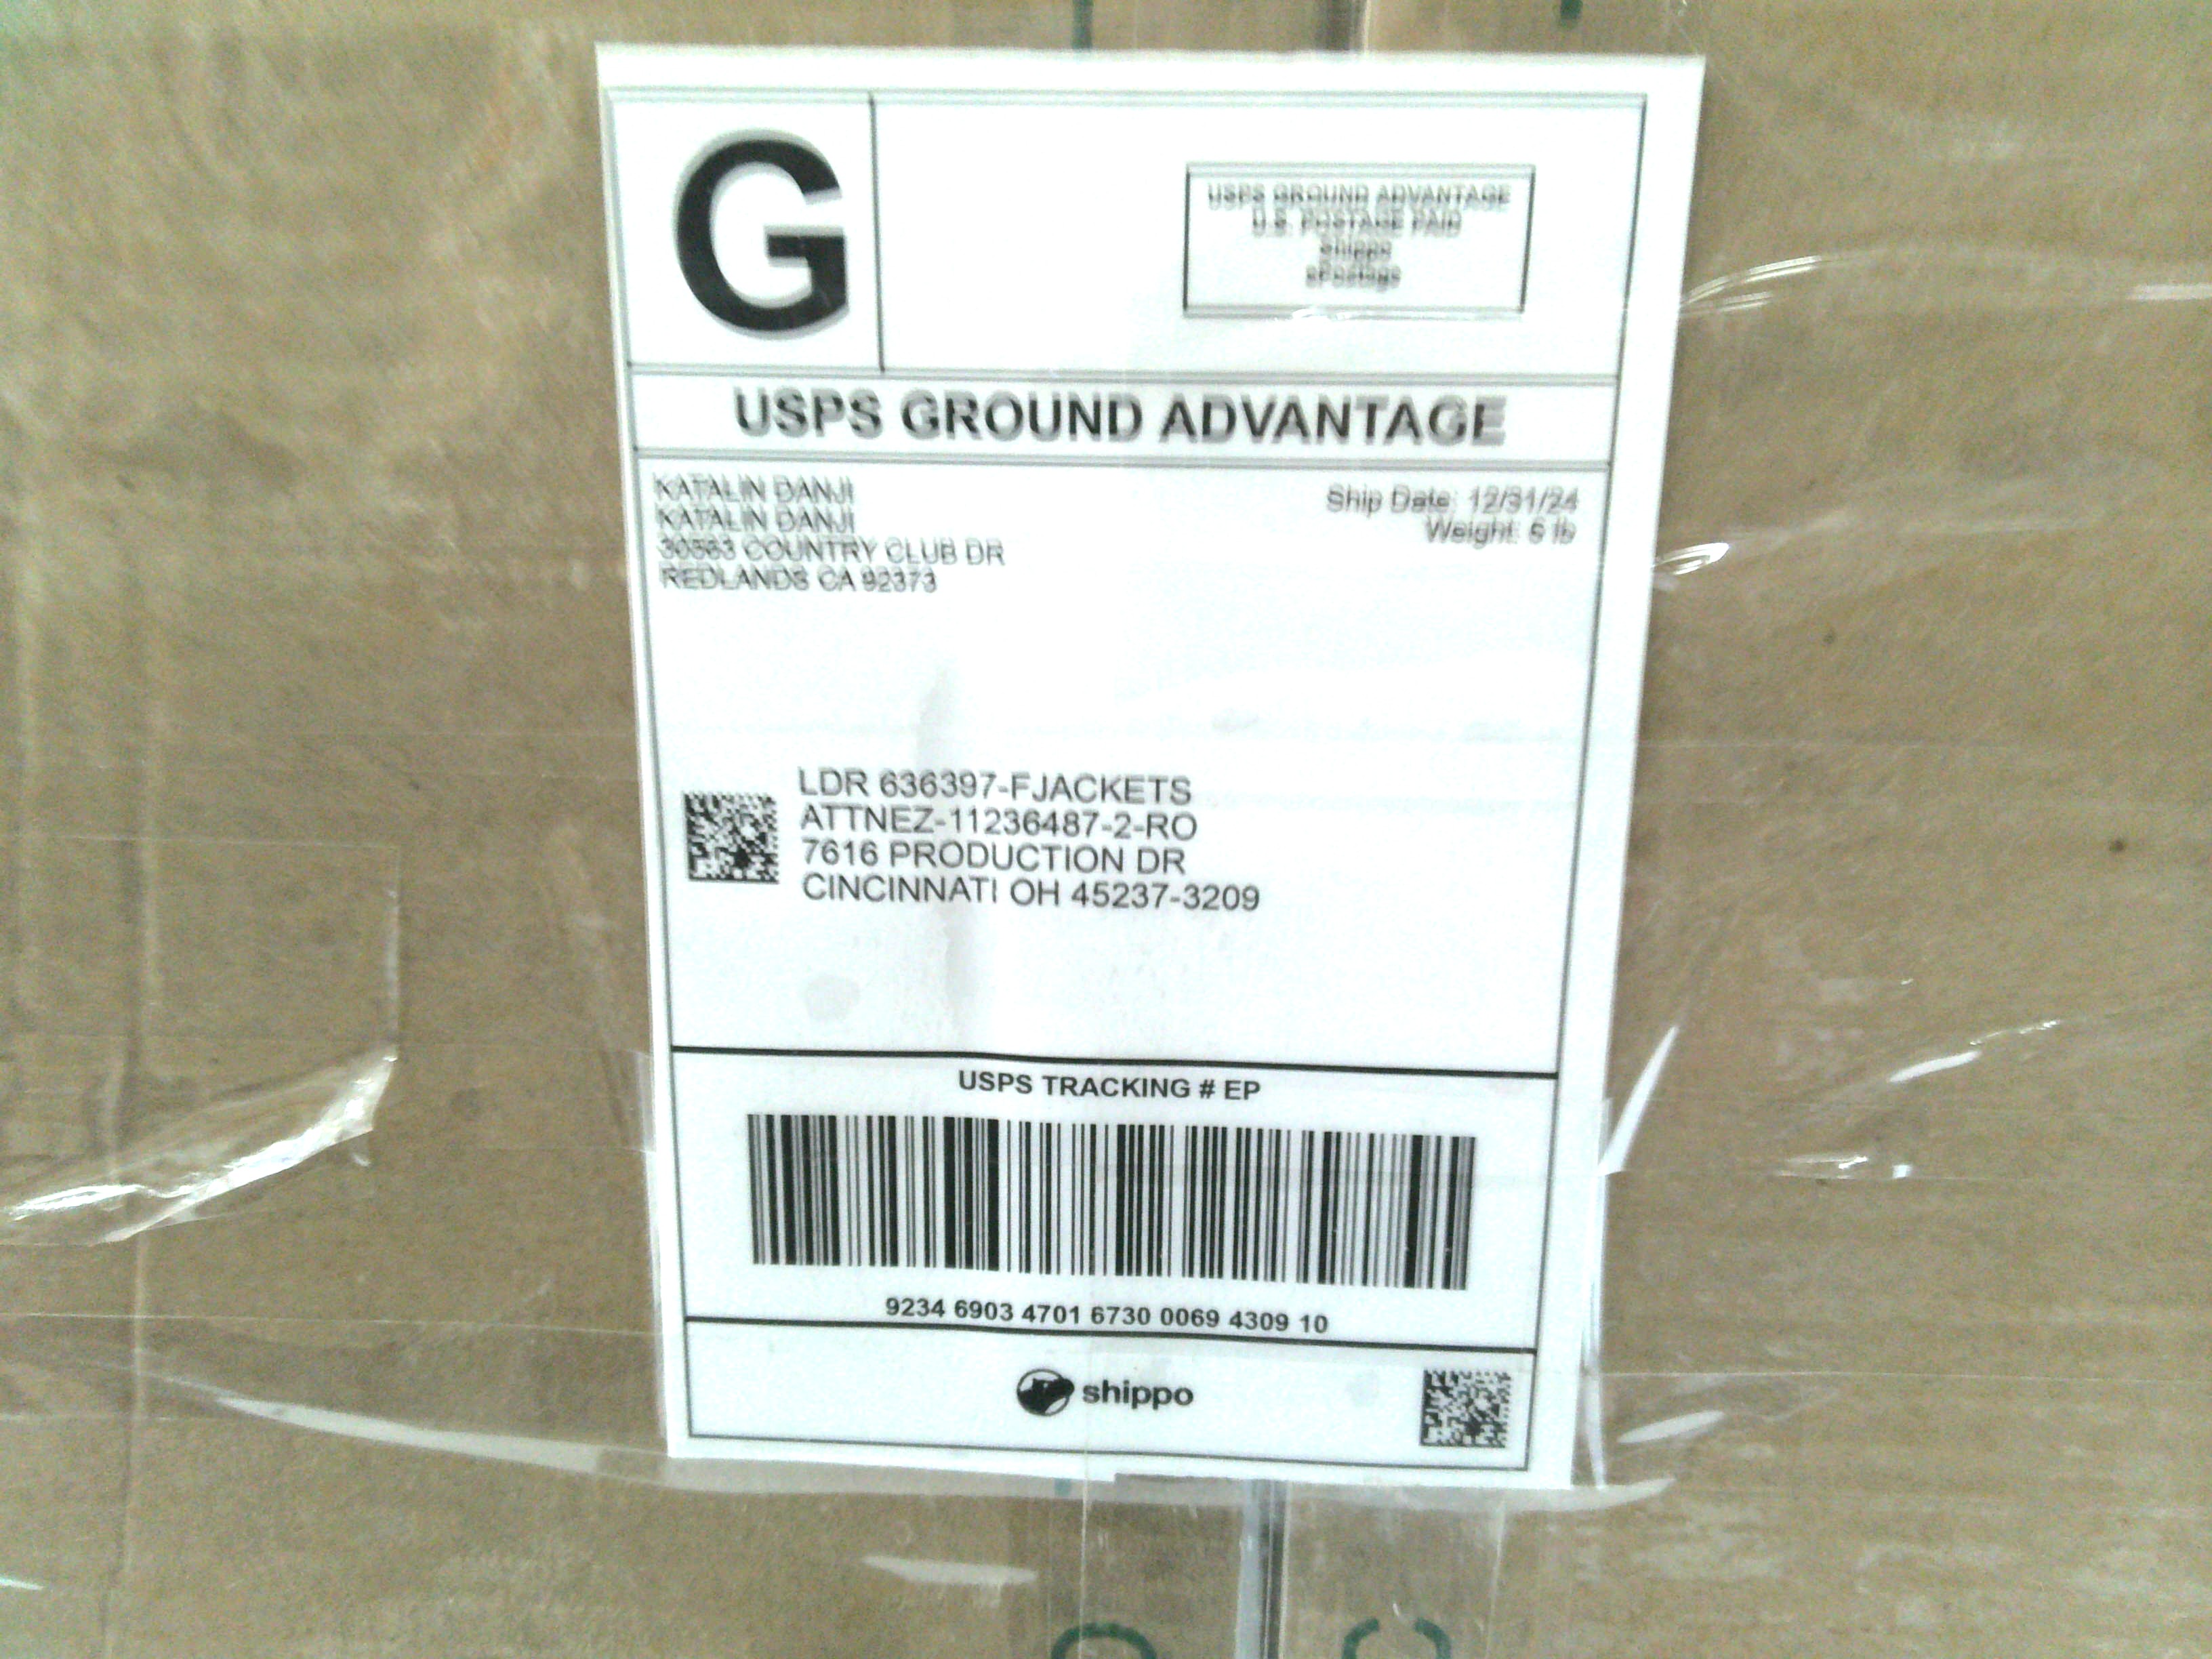 G
USPS GROUND ADVANTAGE
U.S. POSTAGE PAID
Shippo
ePostage
USPS GROUND ADVANTAGE
KATALIN DANJI
KATALIN DANJI
COUNTRY CLUB DR
REDLANDS CA 92373
Ship Date: 12/31/24
Weight: lb
LDR 636397-FJACKETS
ATTNEZ-11236487-2-RO
7616 PRODUCTION DR
CINCINNATI OH 45237-3209
USPS TRACKING # EP
9234 6903 4701 6730 0069 4309 10
shippo